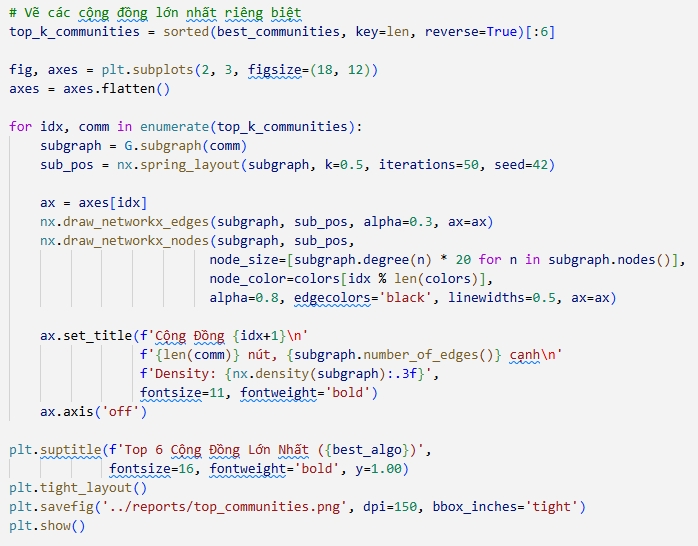 # Vẽ các cộng đồng lớn nhất riêng biệt
top_k_communities = sorted(best_communities, key=len, reverse=True)[:6]

fig, axes = plt.subplots(2, 3, figsize=(18, 12))
axes = axes.flatten()

for idx, comm in enumerate(top_k_communities):
    subgraph = G.subgraph(comm)
    sub_pos = nx.spring_layout(subgraph, k=0.5, iterations=50, seed=42)

    ax = axes[idx]
    nx.draw_networkx_edges(subgraph, sub_pos, alpha=0.3, ax=ax)
    nx.draw_networkx_nodes(subgraph, sub_pos,
                          node_size=[subgraph.degree(n) * 20 for n in subgraph.nodes()],
                          node_color=colors[idx % len(colors)],
                          alpha=0.8, edgecolors='black', linewidths=0.5, ax=ax)

    ax.set_title(f'Cộng Đồng {idx+1}\n'
                 f'{len(comm)} nút, {subgraph.number_of_edges()} cạnh\n'
                 f'Density: {nx.density(subgraph):.3f}',
                 fontsize=11, fontweight='bold')
    ax.axis('off')

plt.suptitle(f'Top 6 Cộng Đồng Lớn Nhất ({best_algo})',
             fontsize=16, fontweight='bold', y=1.00)
plt.tight_layout()
plt.savefig('../reports/top_communities.png', dpi=150, bbox_inches='tight')
plt.show()